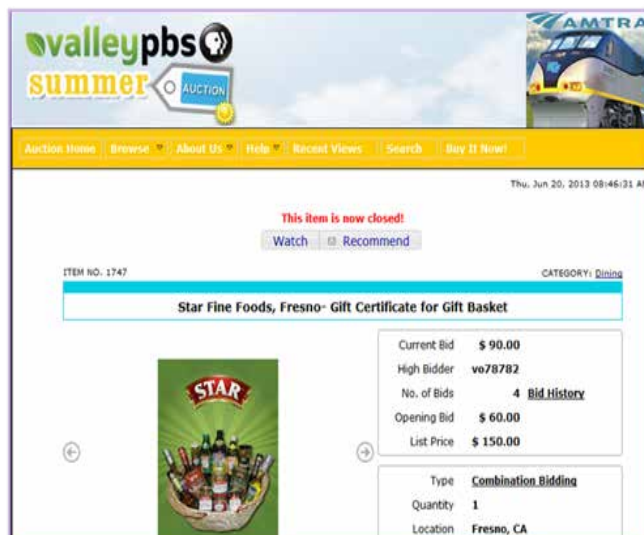 valleypbs
summer
AUCTION
AMTRA
Auction Home Browse About Us Help Recent Views Search Buy It Now!
Thu, Jun 20, 2013 08:46:31 A
This item is now closed!
Watch Recommend
ITEM NO. 1747 CATEGORY: Dining
Star Fine Foods, Fresno- Gift Certificate for Gift Basket
STAR
Current Bid $ 90.00
High Bidder vo78782
No. of Bids 4 Bid History
Opening Bid $ 60.00
List Price $ 150.00
Type Combination Bidding
Quantity 1
Location Fresno, CA